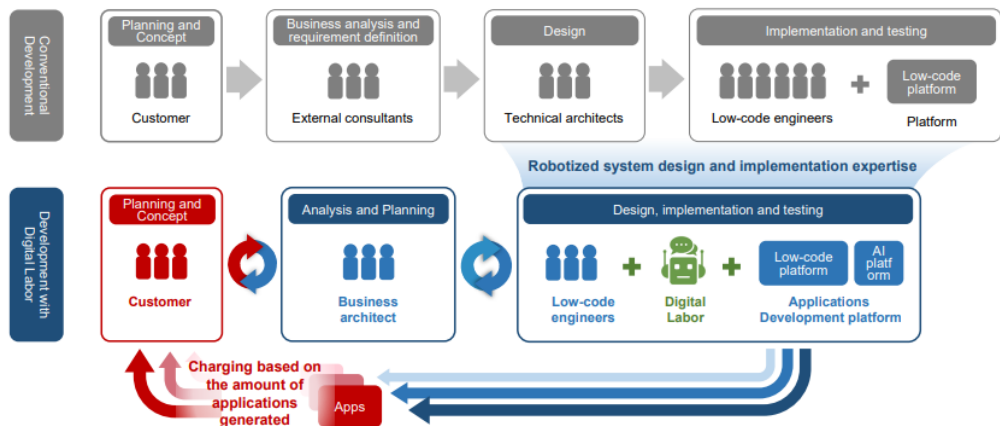 Conventional
Development
Planning and
Concept
Customer
Business analysis and
requirement definition
External consultants
Design
Technical architects
Implementation and testing
Low-code engineers
Low-code
platform
Platform
Robotized system design and implementation expertise
Development with
Digital Labor
Planning and
Concept
Customer
Analysis and Planning
Business
architect
Design, implementation and testing
Low-code
engineers
Digital
Labor
Low-code
platform
AI
platf
orm
Applications
Development platform
Charging based on
the amount of
applications
generated
Apps